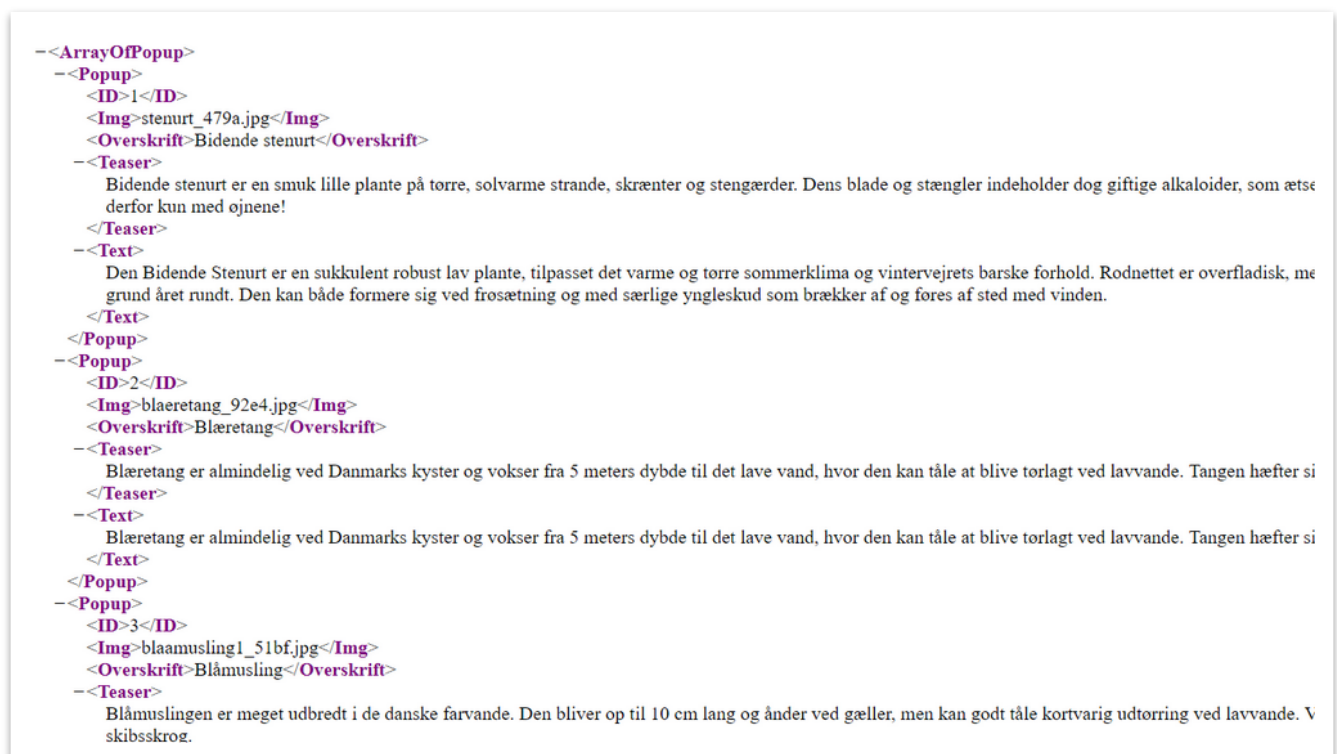 −<ArrayOfPopup>
−<Popup>
<ID>1</ID>
<Img>stenurt_479a.jpg</Img>
<Overskrift>Bidende stenurt</Overskrift>
−<Teaser>
Bidende stenurt er en smuk lille plante på tørre, solvarme strande, skrænter og stengærder. Dens blade og stængler indeholder dog giftige alkaloider, som ætse
derfor kun med øjnene!
</Teaser>
−<Text>
Den Bidende Stenurt er en sukkulent robust lav plante, tilpasset det varme og tørre sommerklima og vintervejrets barske forhold. Rodnettet er overfladisk, me
grund året rundt. Den kan både formere sig ved frøsætning og med særlige yngleskud som brækker af og føres af sted med vinden.
</Text>
</Popup>
−<Popup>
<ID>2</ID>
<Img>blaeretang_92e4.jpg</Img>
<Overskrift>Blæretang</Overskrift>
−<Teaser>
Blæretang er almindelig ved Danmarks kyster og vokser fra 5 meters dybde til det lave vand, hvor den kan tåle at blive tørlagt ved lavvande. Tangen hæfter si
</Teaser>
−<Text>
Blæretang er almindelig ved Danmarks kyster og vokser fra 5 meters dybde til det lave vand, hvor den kan tåle at blive tørlagt ved lavvande. Tangen hæfter si
</Text>
</Popup>
−<Popup>
<ID>3</ID>
<Img>blaamusling1_51bf.jpg</Img>
<Overskrift>Blåmusling</Overskrift>
−<Teaser>
Blåmuslingen er meget udbredt i de danske farvande. Den bliver op til 10 cm lang og ånder ved gæller, men kan godt tåle kortvarig udtørring ved lavvande. V
skibsskrog.